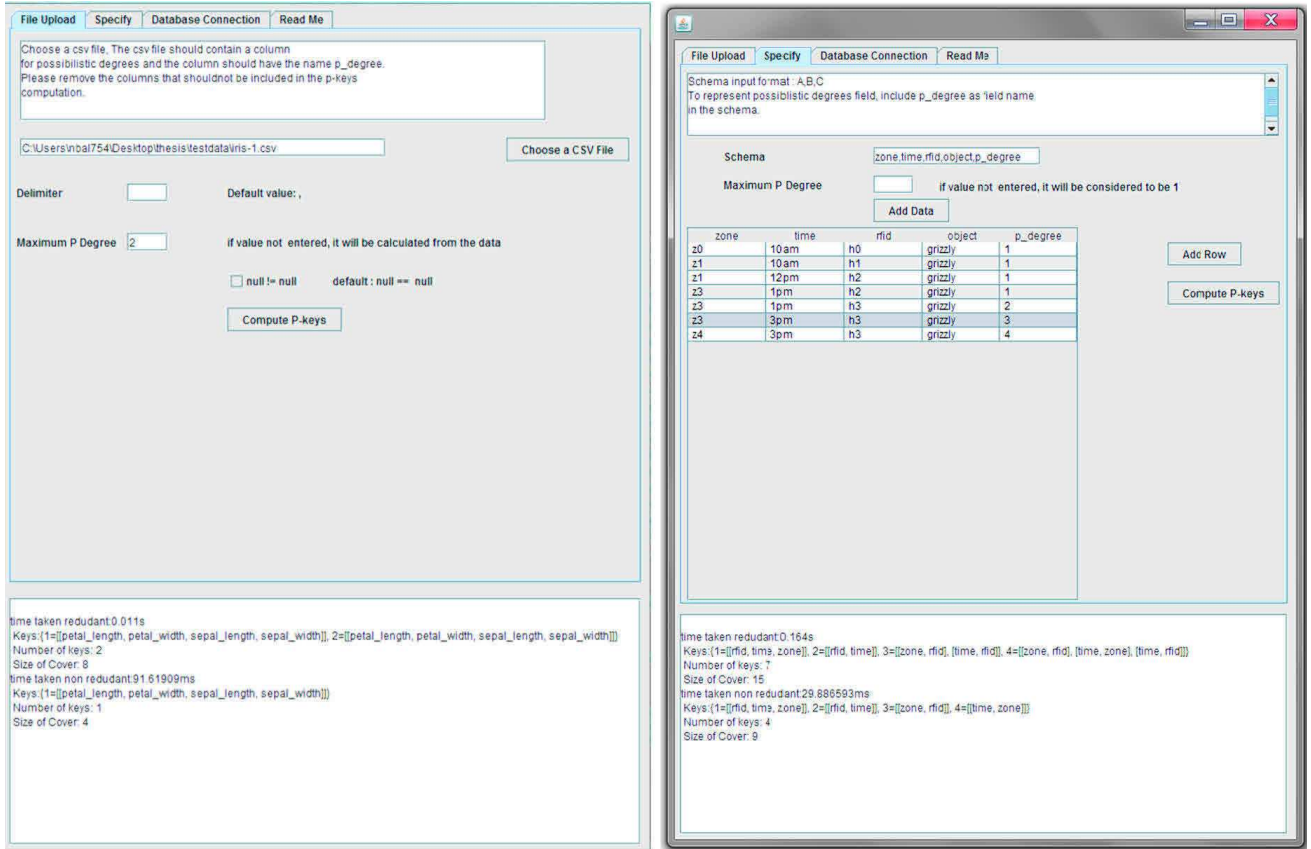 File Upload Specify Database Connection Read Me
Choose a csv file, The csv file should contain a column
for possibilistic degrees and the column should have the name p_degree.
Please remove the columns that shouldnot be included in the p-keys
computation.
C:\Users\nbal754\Desktop\thesis\testdata\iris-1.csv Choose a CSV File
Delimiter Default value: ,
Maximum P Degree 2 if value not entered, it will be calculated from the data
null != null default : null == null
Compute P-keys
time taken redudant:0.011s
Keys:{1=[[petal_length, petal_width, sepal_length, sepal_width]], 2=[[petal_length, petal_width, sepal_length, sepal_width]]}
Number of keys: 2
Size of Cover: 8
time taken non redudant:91.61909ms
Keys:{1=[[petal_length, petal_width, sepal_length, sepal_width]]}
Number of keys: 1
Size of Cover: 4
File Upload Specify Database Connection Read Me
Schema input format : A,B,C
To represent possiblistic degrees field, include p_degree as field name
in the schema.
Schema zone,time,rfid,object,p_degree
Maximum P Degree if value not entered, it will be considered to be 1
Add Data
zone time rfid object p_degree
z0 10am h0 grizzly 1
z1 10am h1 grizzly 1
z1 12pm h2 grizzly 1
z3 1pm h2 grizzly 1
z3 1pm h3 grizzly 2
z3 3pm h3 grizzly 3
z4 3pm h3 grizzly 4
Add Row
Compute P-keys
time taken redudant:0.164s
Keys:{1=[[rfid, time, zone]], 2=[[rfid, time]], 3=[[zone, rfid], [time, rfid]], 4=[[zone, rfid], [time, zone], [time, rfid]]}
Number of keys: 7
Size of Cover: 15
time taken non redudant:29.886593ms
Keys:{1=[[rfid, time, zone]], 2=[[rfid, time]], 3=[[zone, rfid]], 4=[[time, zone]]}
Number of keys: 4
Size of Cover: 9